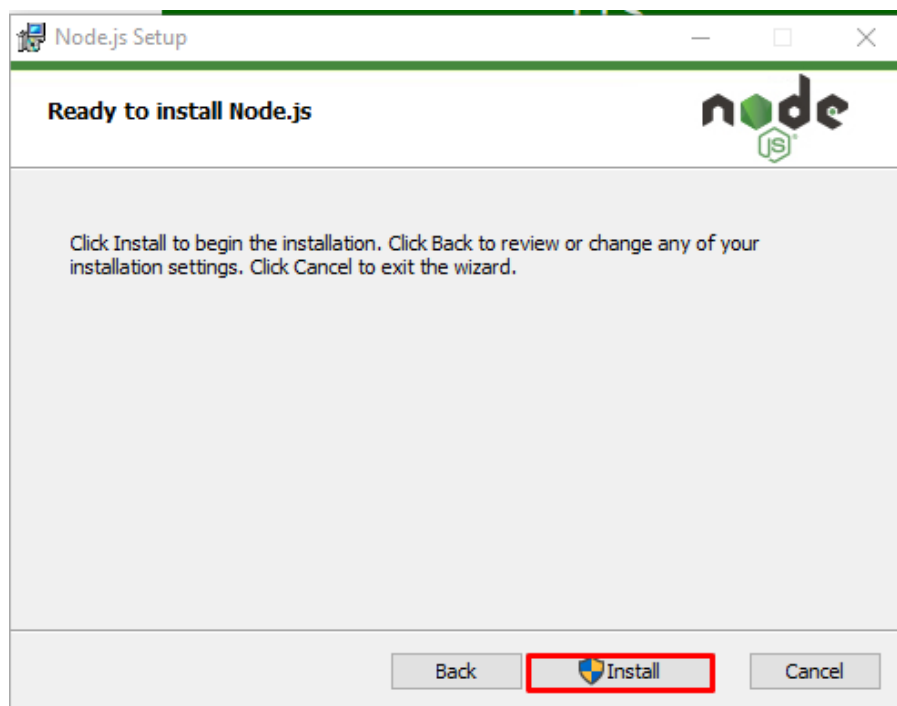 Node.js Setup
Ready to install Node.js
node
JS
Click Install to begin the installation. Click Back to review or change any of your
installation settings. Click Cancel to exit the wizard.
Back
Install
Cancel